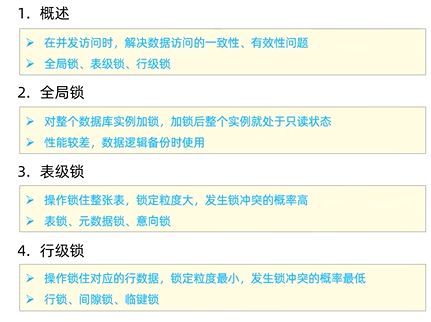 1. 概述
➢ 在并发访问时，解决数据访问的一致性、有效性问题
➢ 全局锁、表级锁、行级锁
2. 全局锁
➢ 对整个数据库实例加锁，加锁后整个实例就处于只读状态
➢ 性能较差，数据逻辑备份时使用
3. 表级锁
➢ 操作锁住整张表，锁定粒度大，发生锁冲突的概率高
➢ 表锁、元数据锁、意向锁
4. 行级锁
➢ 操作锁住对应的行数据，锁定粒度最小，发生锁冲突的概率最低
➢ 行锁、间隙锁、临键锁